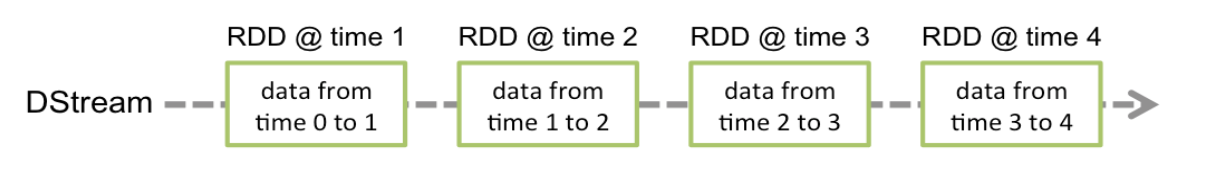 RDD @ time 1 RDD @ time 2 RDD @ time 3 RDD @ time 4
DStream
data from
time 0 to 1
data from
time 1 to 2
data from
time 2 to 3
data from
time 3 to 4